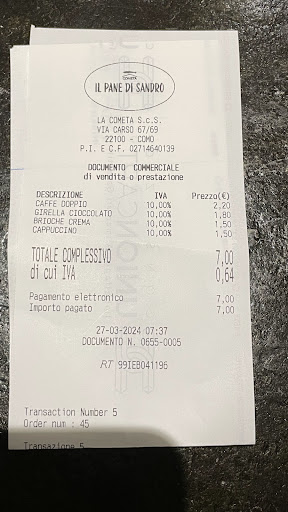 COMETA
IL PANE DI SANDRO
LA COMETA S.c.S.
VIA CARSO 67/69
22100 - COMO
P.I. E C.F. 02714640139
DOCUMENTO COMMERCIALE
di vendita o prestazione
DESCRIZIONE IVA Prezzo(€)
CAFFE DOPPIO 10,00% 2,20
GIRELLA CIOCCOLATO 10,00% 1,80
BRIOCHE CREMA 10,00% 1,50
CAPPUCCINO 10,00% 1,50
TOTALE COMPLESSIVO 7,00
di cui IVA 0,64
Pagamento elettronico 7,00
Importo pagato 7,00
27-03-2024 07:37
DOCUMENTO N. 0655-0005
RT 99IEB041196
Transaction Number 5
Order num : 45
Transazione 5